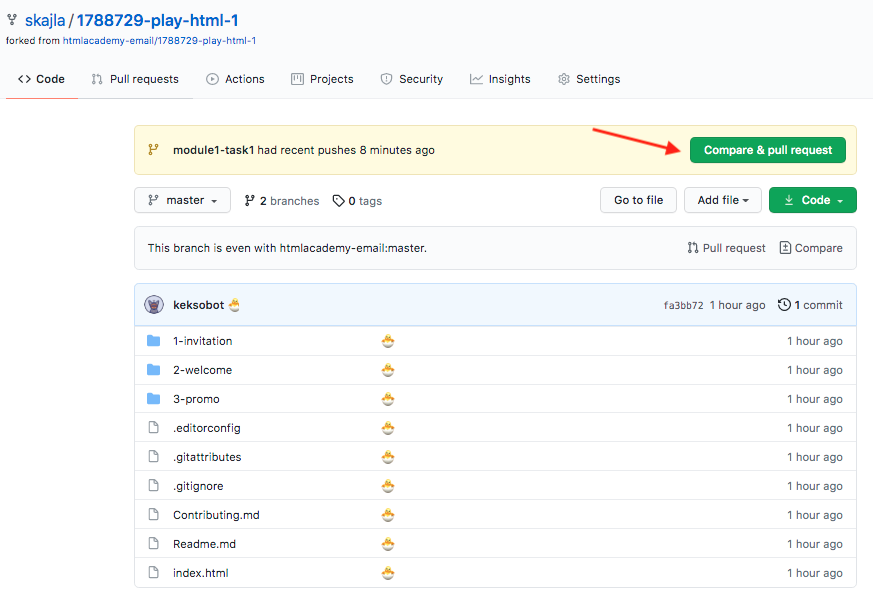 skajla / 1788729-play-html-1
forked from htmlacademy-email/1788729-play-html-1
Code Pull requests Actions Projects Security Insights Settings
module1-task1 had recent pushes 8 minutes ago Compare & pull request
master 2 branches 0 tags Go to file Add file Code
This branch is even with htmlacademy-email:master. Pull request Compare
keksobot 🐣 fa3bb72 1 hour ago 1 commit
1-invitation 🐣 1 hour ago
2-welcome 🐣 1 hour ago
3-promo 🐣 1 hour ago
.editorconfig 🐣 1 hour ago
.gitattributes 🐣 1 hour ago
.gitignore 🐣 1 hour ago
Contributing.md 🐣 1 hour ago
Readme.md 🐣 1 hour ago
index.html 🐣 1 hour ago